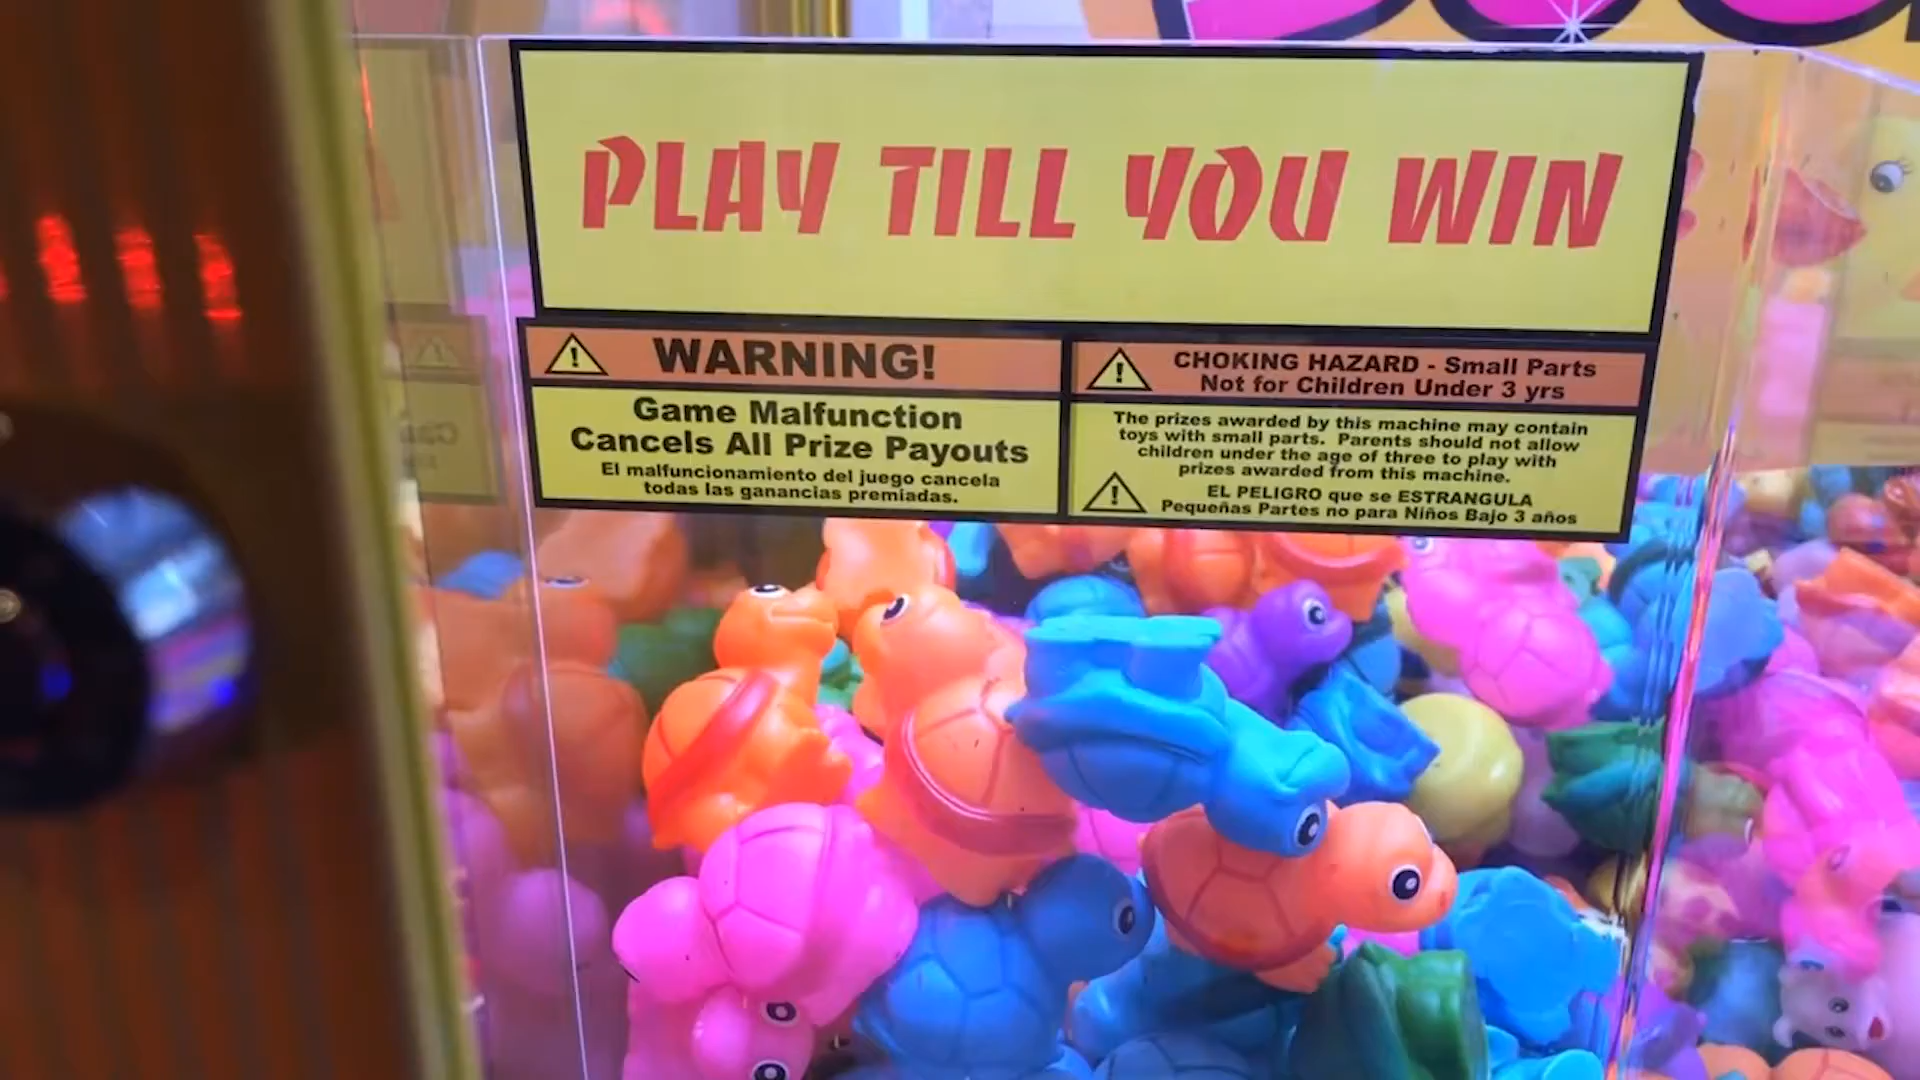 PLAY TILL YOU WIN
WARNING!
Game Malfunction
Cancels All Prize Payouts
El malfuncionamiento del juego cancela
todas las ganancias premiadas.
CHOKING HAZARD - Small Parts
Not for Children Under 3 yrs
The prizes awarded by this machine may contain
toys with small parts. Parents should not allow
children under the age of three to play with
prizes awarded from this machine.
EL PELIGRO que se ESTRANGULA
Pequeñas Partes no para Niños Bajo 3 años